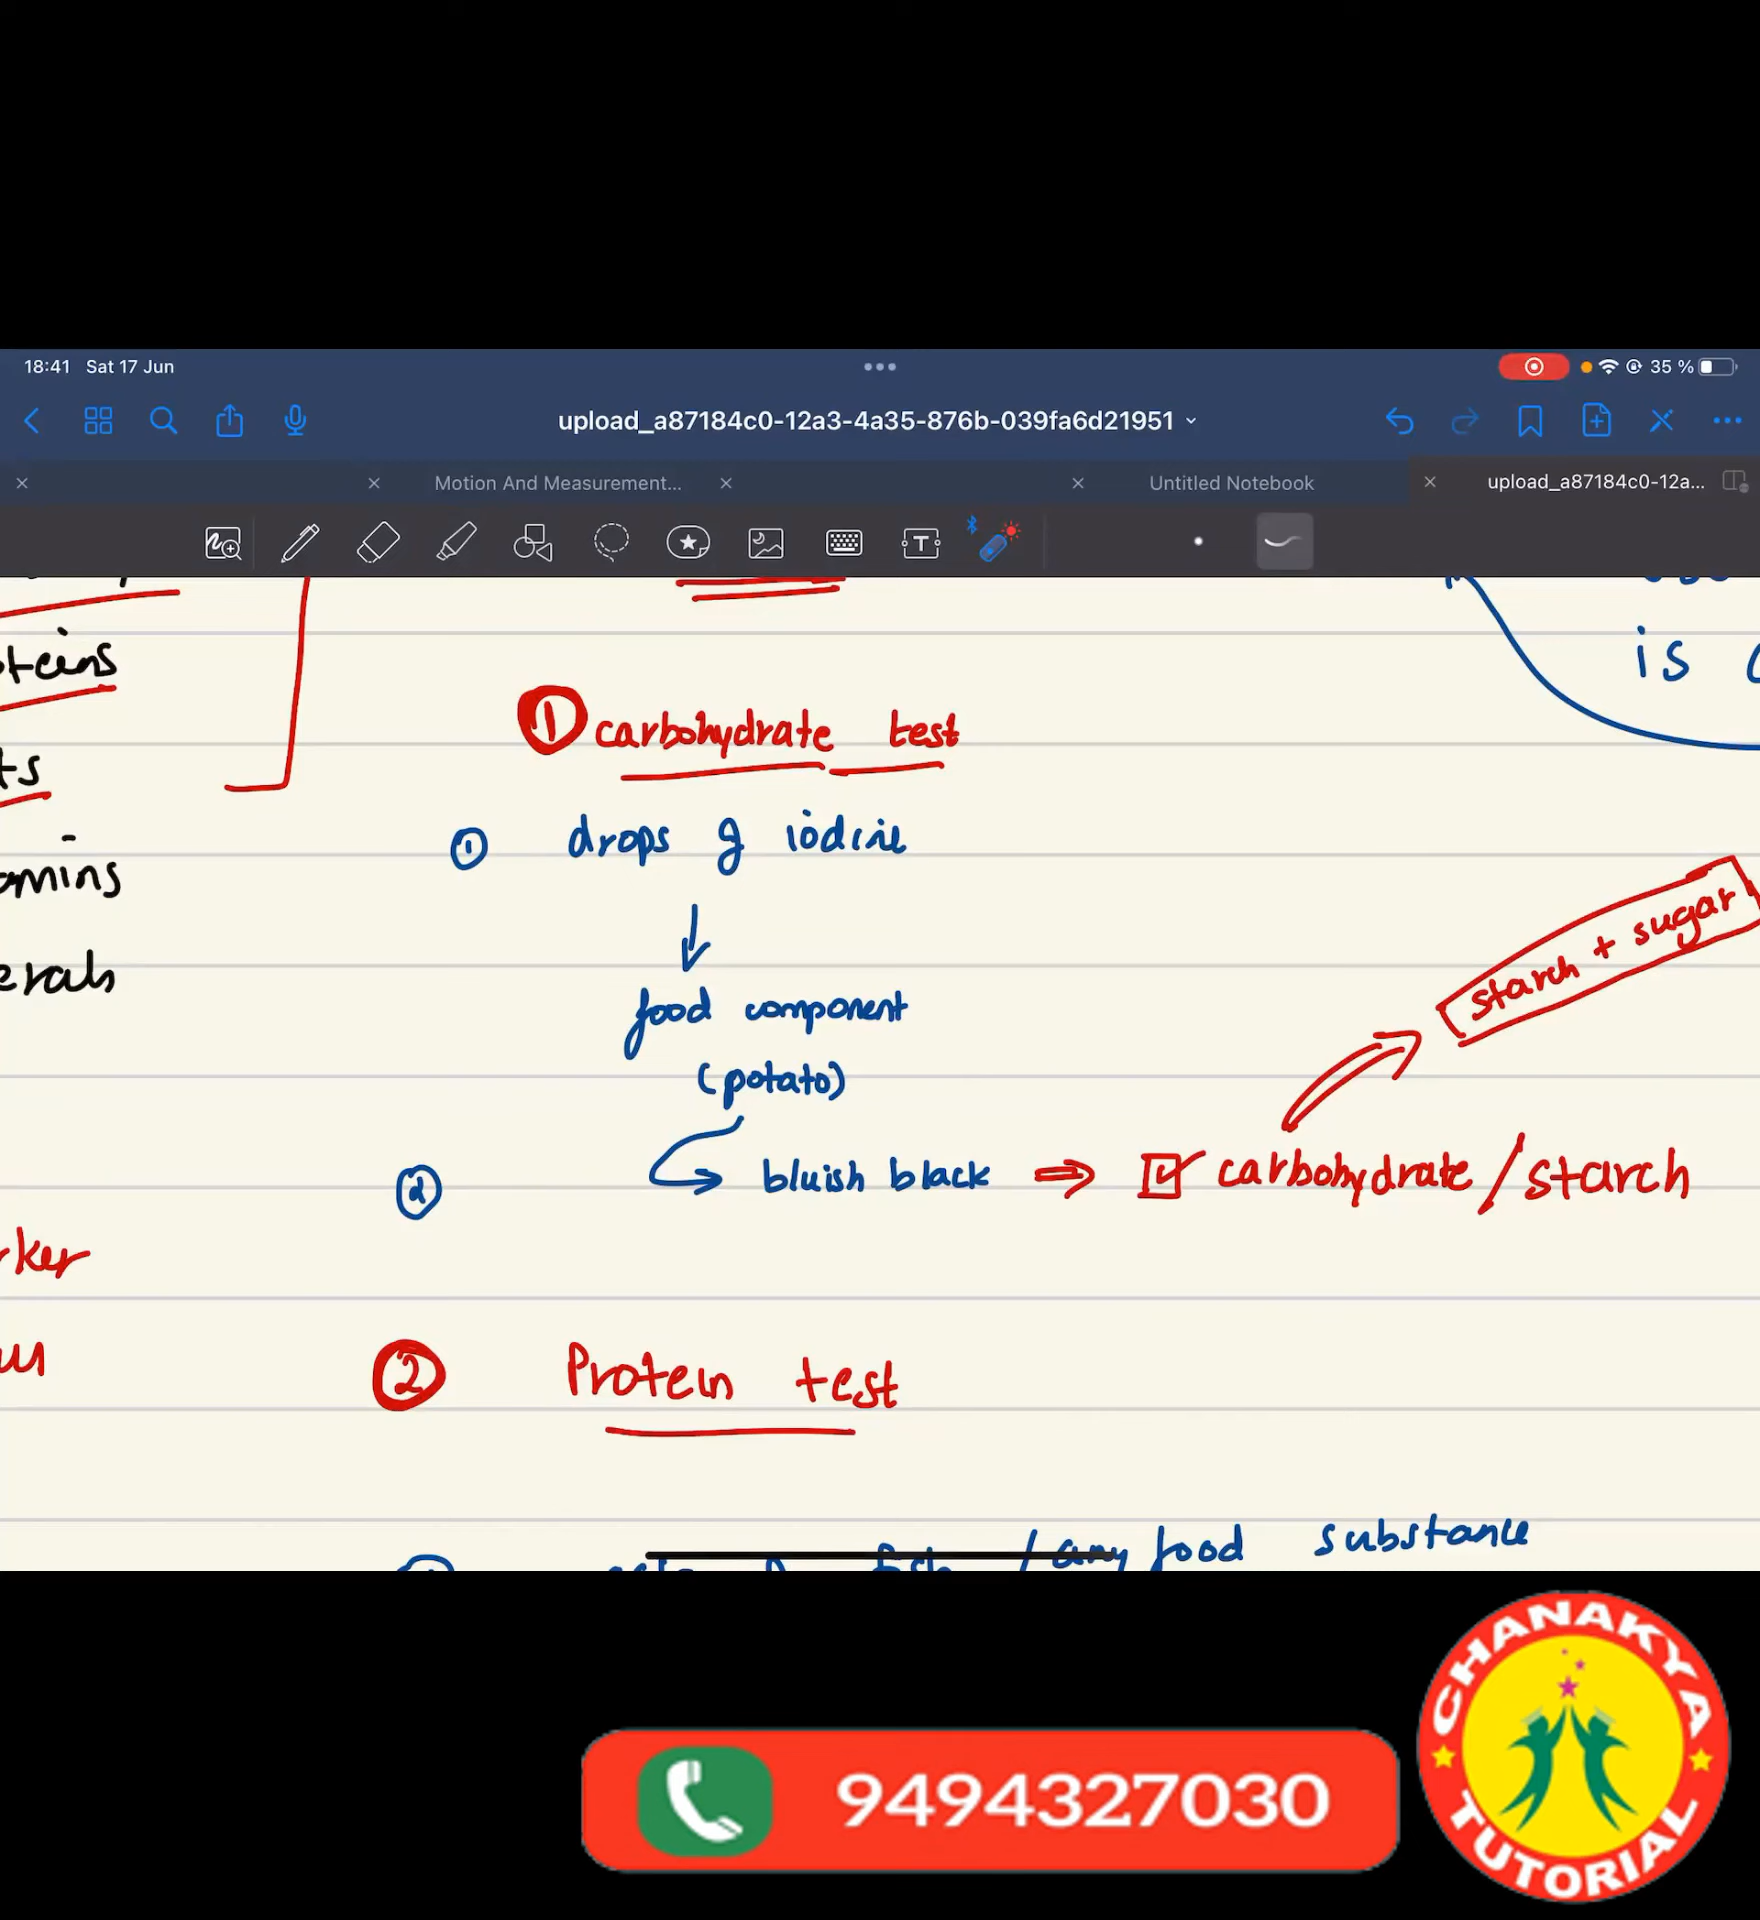 18:41 Sat 17 Jun
35 %
upload_a87184c0-12a3-4a35-876b-039fa6d21951
Motion And Measurement...
Untitled Notebook
upload_a87184c0-12a...
is
① carbohydrate test
① drops of iodine
food component
(potato)
starch + sugar
② bluish black ⇒ carbohydrate/starch
② Protein test
/any food substance
CHANAKYA TUTORIAL
9494327030